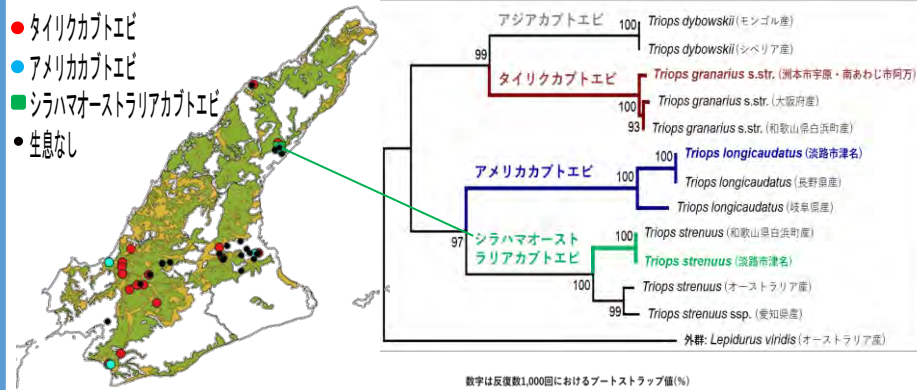 タイリクカブトエビ
アメリカカブトエビ
シラハマオーストラリアカブトエビ
生息なし
アジアカブトエビ
100
Triops dybowskii (モンゴル産)
Triops dybowskii (シベリア産)
99
タイリクカブトエビ
Triops granarius s.str. (洲本市宇原・南あわじ市阿万)
100
Triops granarius s.str. (大阪府産)
93
Triops granarius s.str. (和歌山県白浜町産)
アメリカカブトエビ
100
Triops longicaudatus (淡路市津名)
100
Triops longicaudatus (長野県産)
Triops longicaudatus (岐阜県産)
97
シラハマオースト
ラリアカブトエビ
100
Triops strenuus (和歌山県白浜町産)
Triops strenuus (淡路市津名)
100
Triops strenuus (オーストラリア産)
99
Triops strenuus ssp. (愛知県産)
外群: Lepidurus viridis (オーストラリア産)
数字は反復数1,000回におけるブートストラップ値(%)